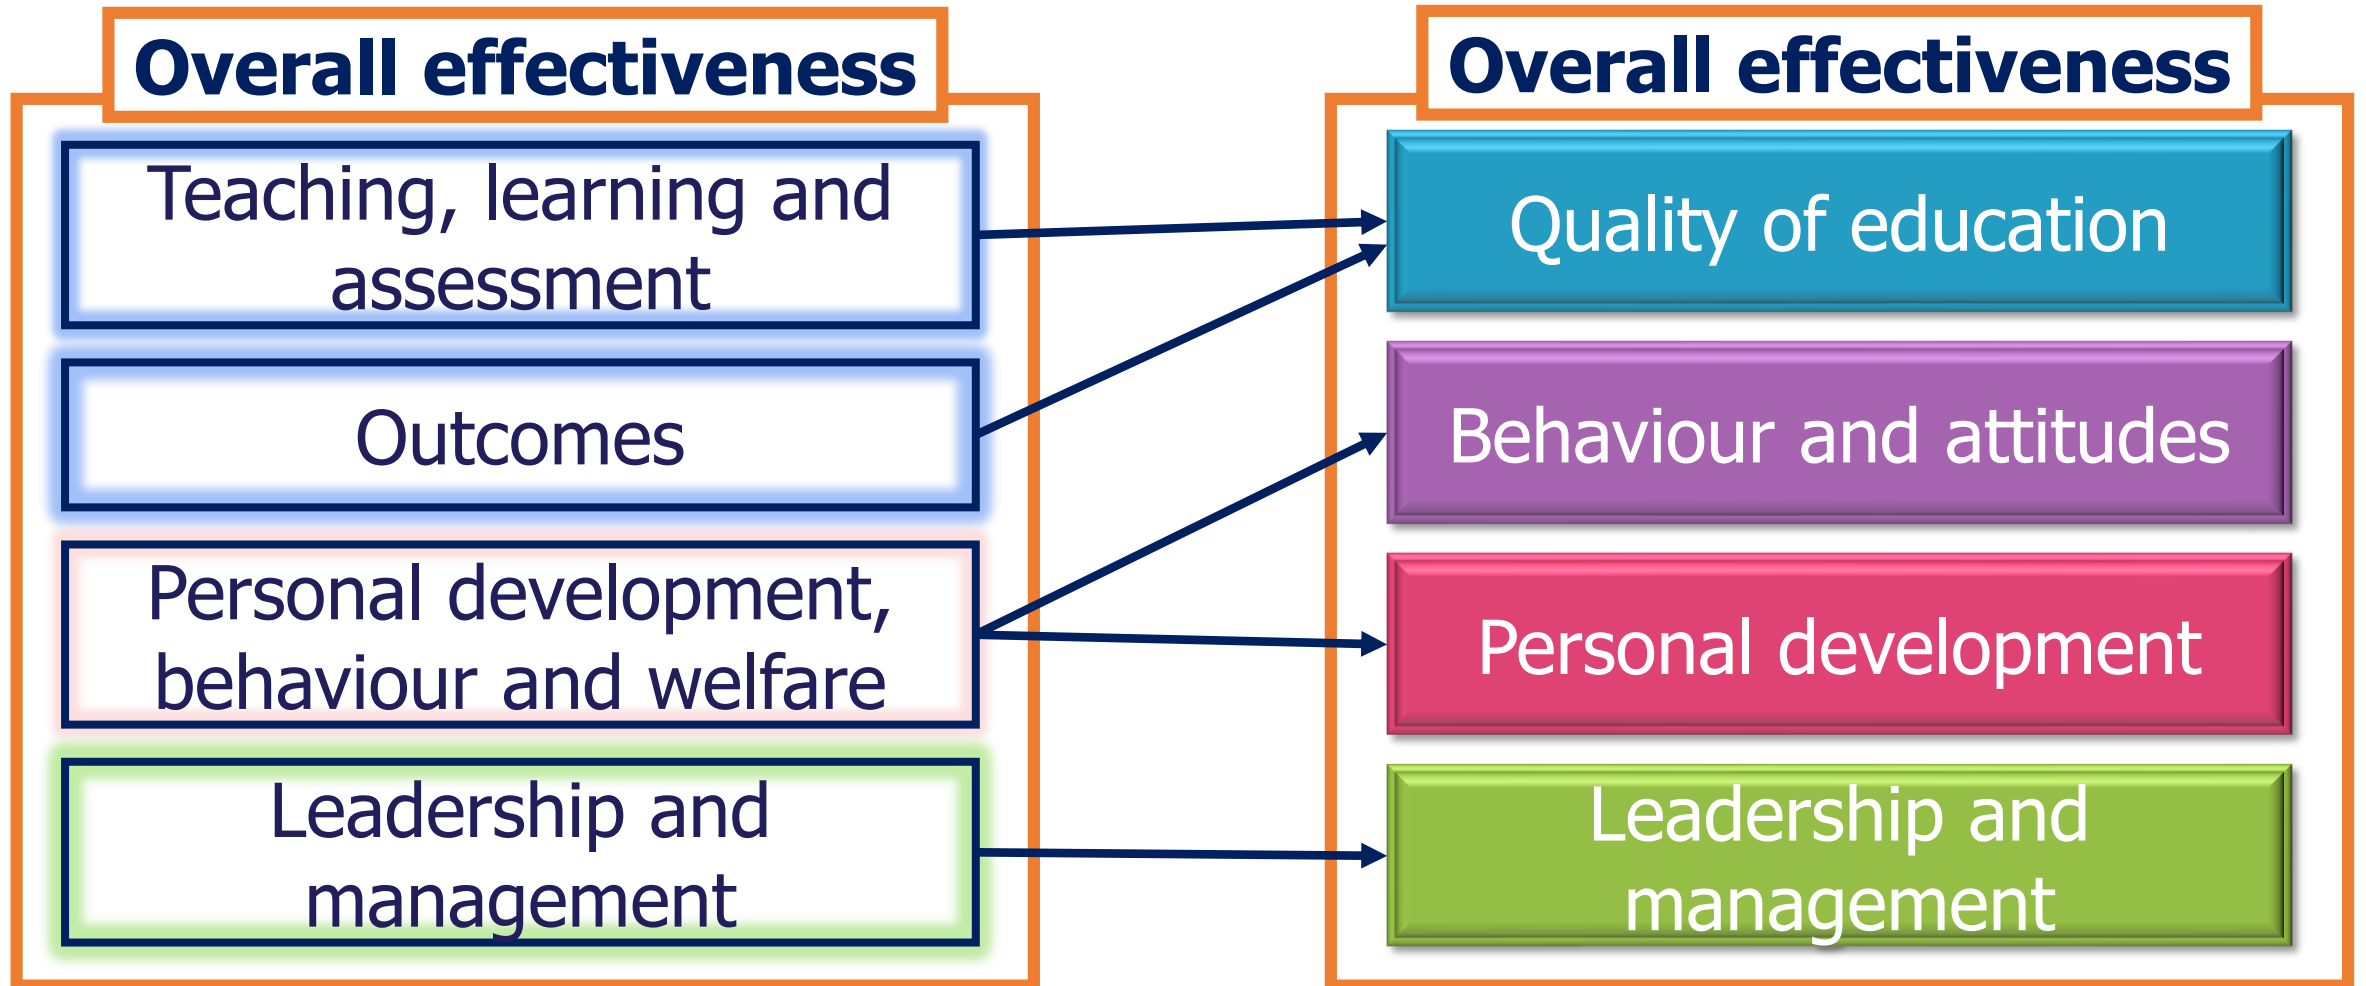 Overall effectiveness
Teaching, learning and
assessment
Outcomes
Personal development,
behaviour and welfare
Leadership and
management
Overall effectiveness
Quality of education
Behaviour and attitudes
Personal development
Leadership and
management